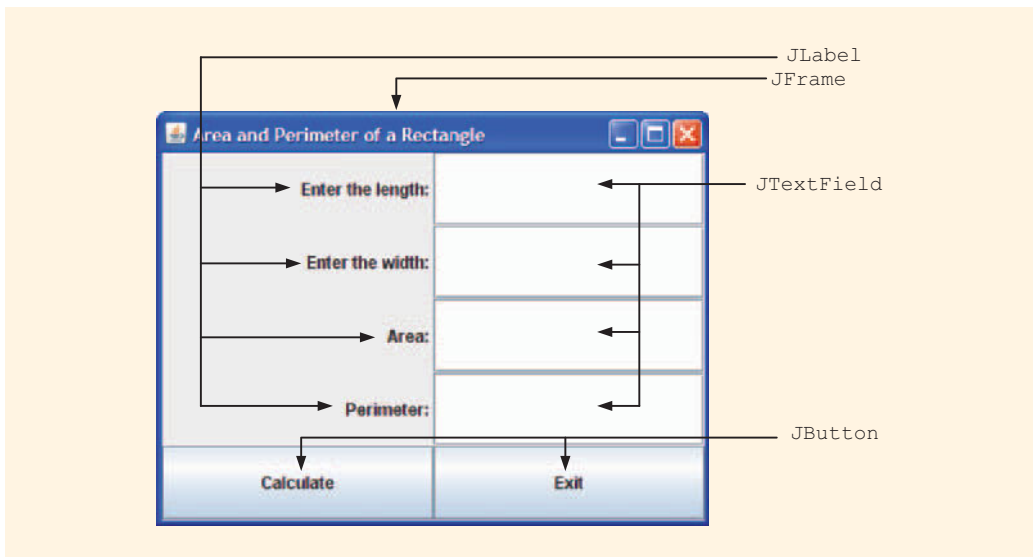 JLabel
JFrame
Area and Perimeter of a Rectangle
Enter the length:
JTextField
Enter the width:
Area:
Perimeter:
JButton
Calculate
Exit